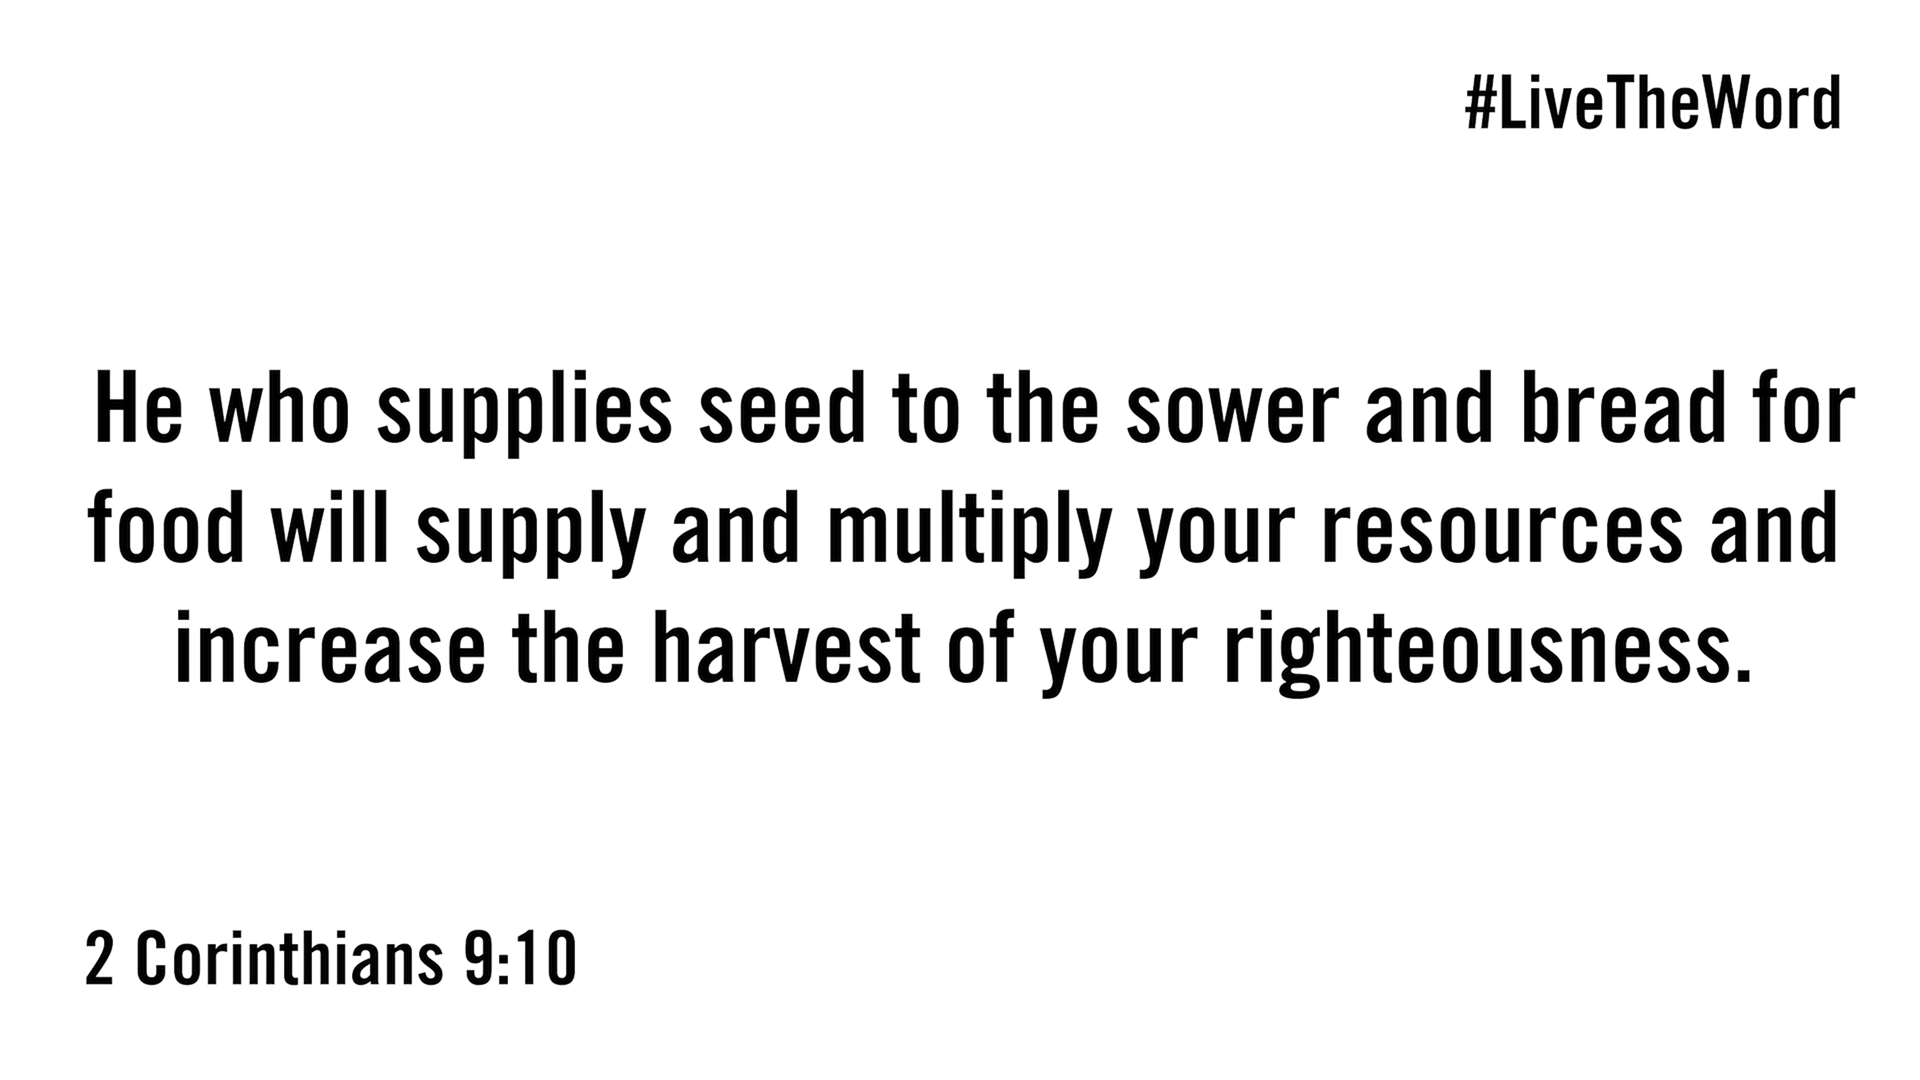 #LiveTheWord
He who supplies seed to the sower and bread for
food will supply and multiply your resources and
increase the harvest of your righteousness.
2 Corinthians 9:10